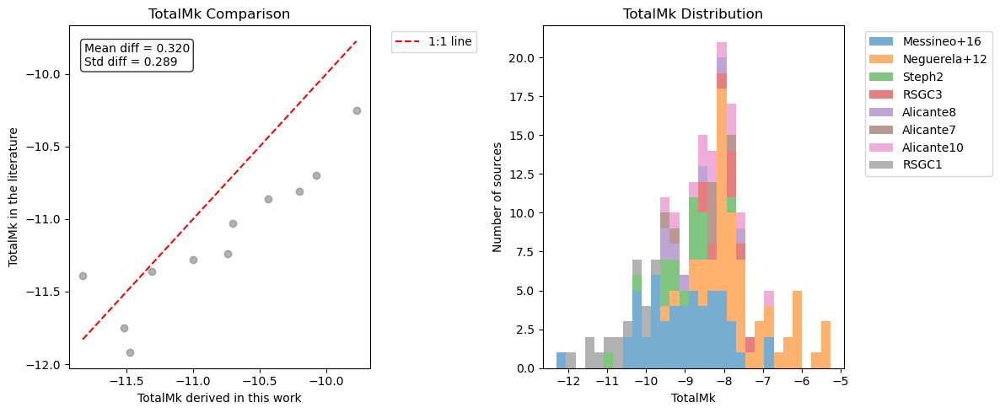 TotalMk Comparison
Mean diff = 0.320
Std diff = 0.289
1:1 line
TotalMk in the literature
−10.0
−10.5
−11.0
−11.5
−12.0
−11.5
−11.0
−10.5
−10.0
TotalMk derived in this work
TotalMk Distribution
Number of sources
20.0
17.5
15.0
12.5
10.0
7.5
5.0
2.5
0.0
−12
−11
−10
−9
−8
−7
−6
−5
TotalMk
Messineo+16
Neguerela+12
Steph2
RSGC3
Alicante8
Alicante7
Alicante10
RSGC1